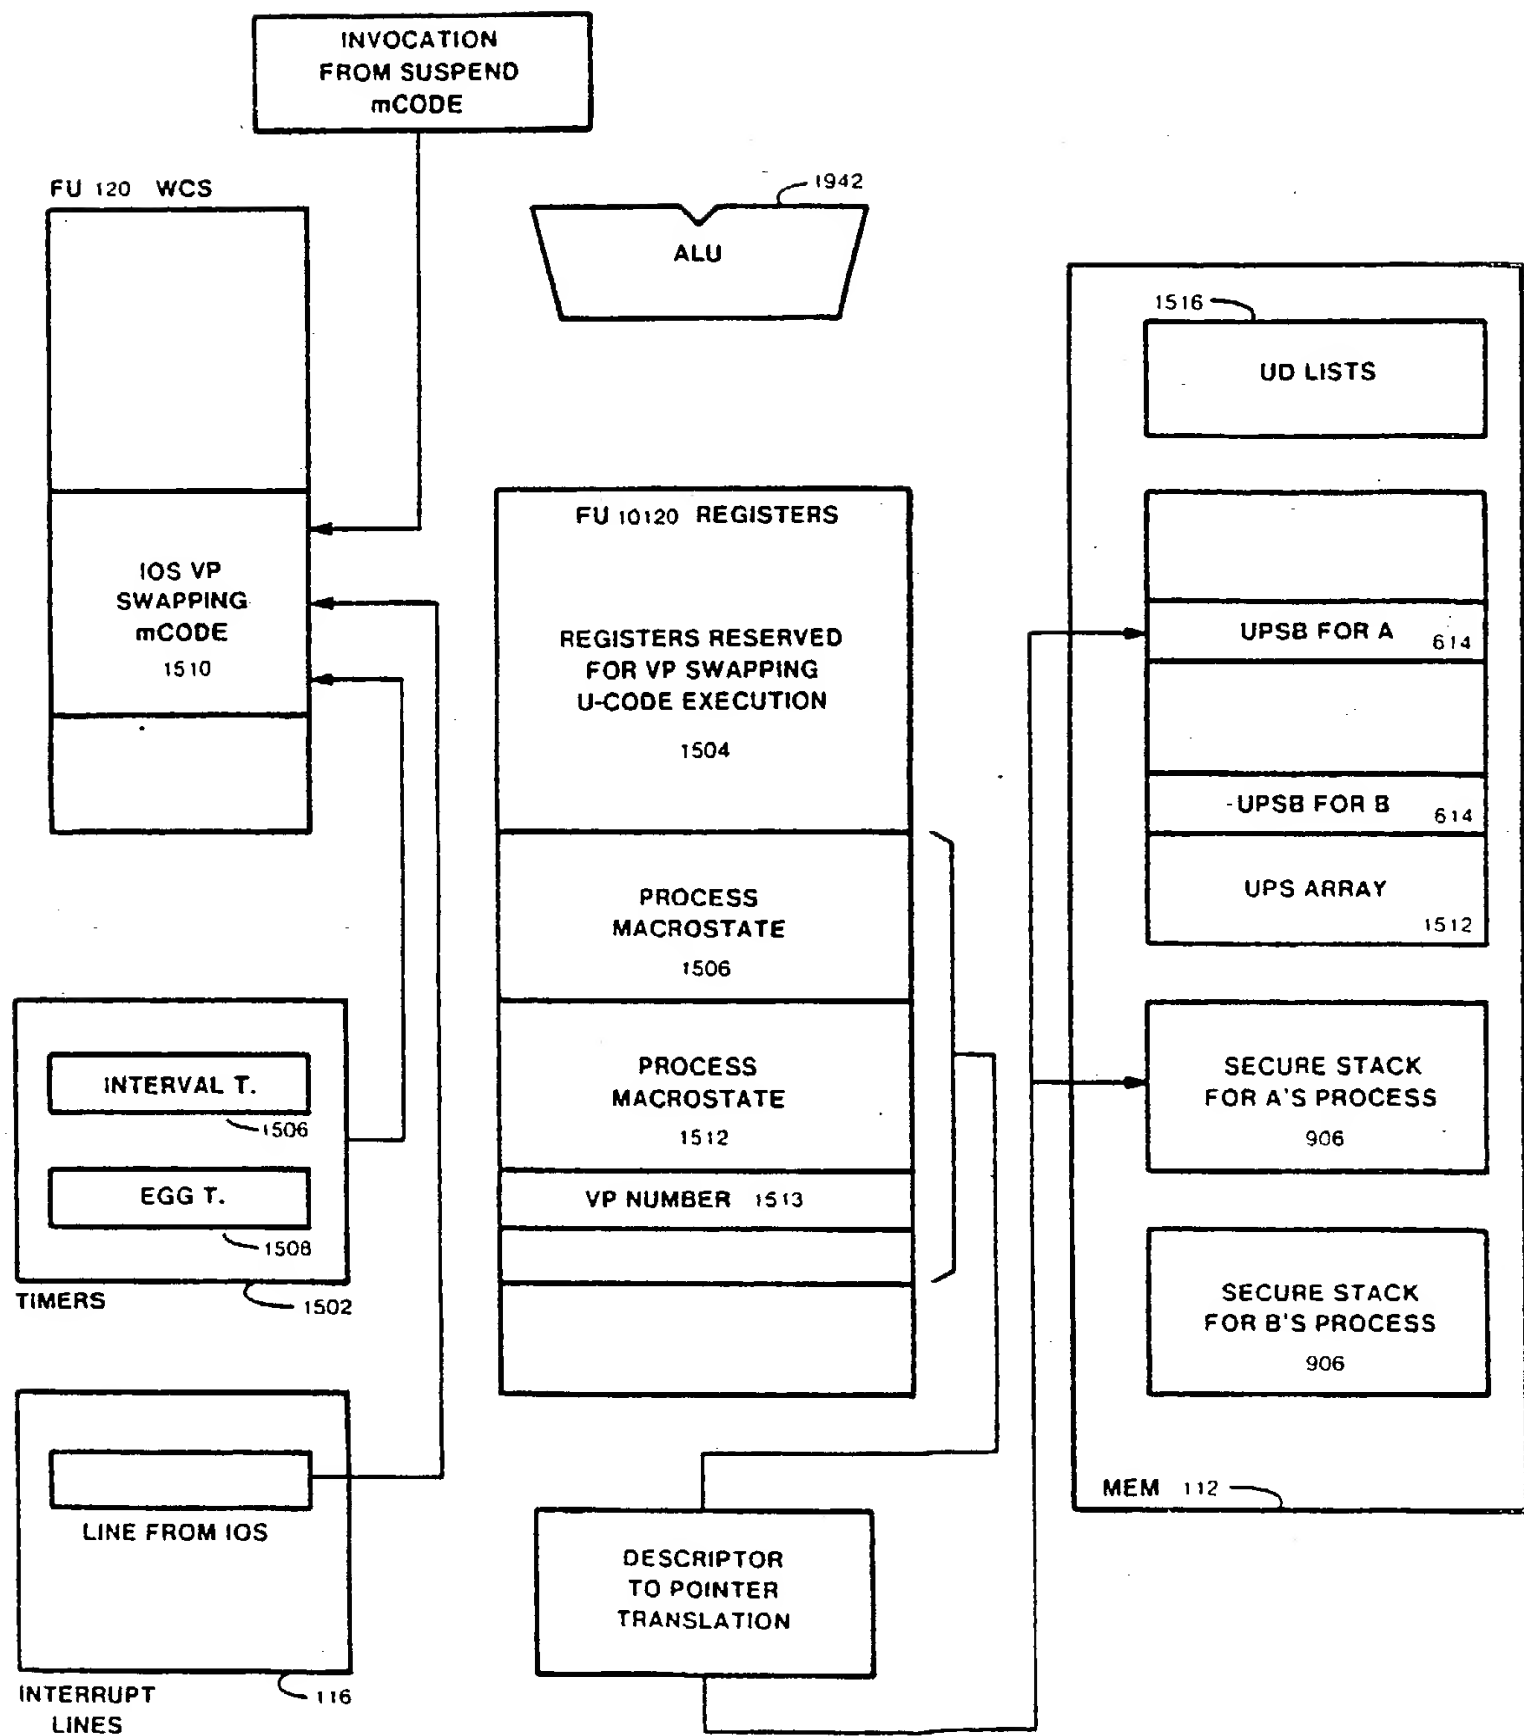 INVOCATION
FROM SUSPEND
mCODE
FU 120 WCS
1942
ALU
1516
UD LISTS
FU 10120 REGISTERS
IOS VP
SWAPPING
mCODE
1510
REGISTERS RESERVED
FOR VP SWAPPING
U-CODE EXECUTION
1504
UPSB FOR A 614
UPSB FOR B 614
UPS ARRAY
1512
PROCESS
MACROSTATE
1506
INTERVAL T.
1506
EGG T.
1508
TIMERS
1502
PROCESS
MACROSTATE
1512
VP NUMBER 1513
SECURE STACK
FOR A'S PROCESS
906
SECURE STACK
FOR B'S PROCESS
906
MEM 112
LINE FROM IOS
INTERRUPT
LINES
116
DESCRIPTOR
TO POINTER
TRANSLATION